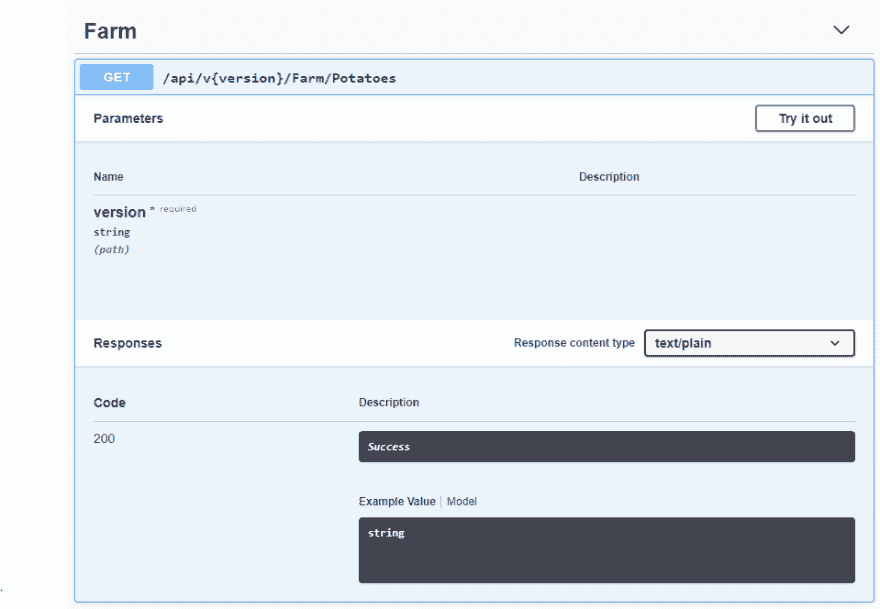 Farm
GET /api/v{version}/Farm/Potatoes
Parameters Try it out
Name Description
version * required
string
(path)
Responses Response content type text/plain
Code Description
200 Success
Example Value | Model
string